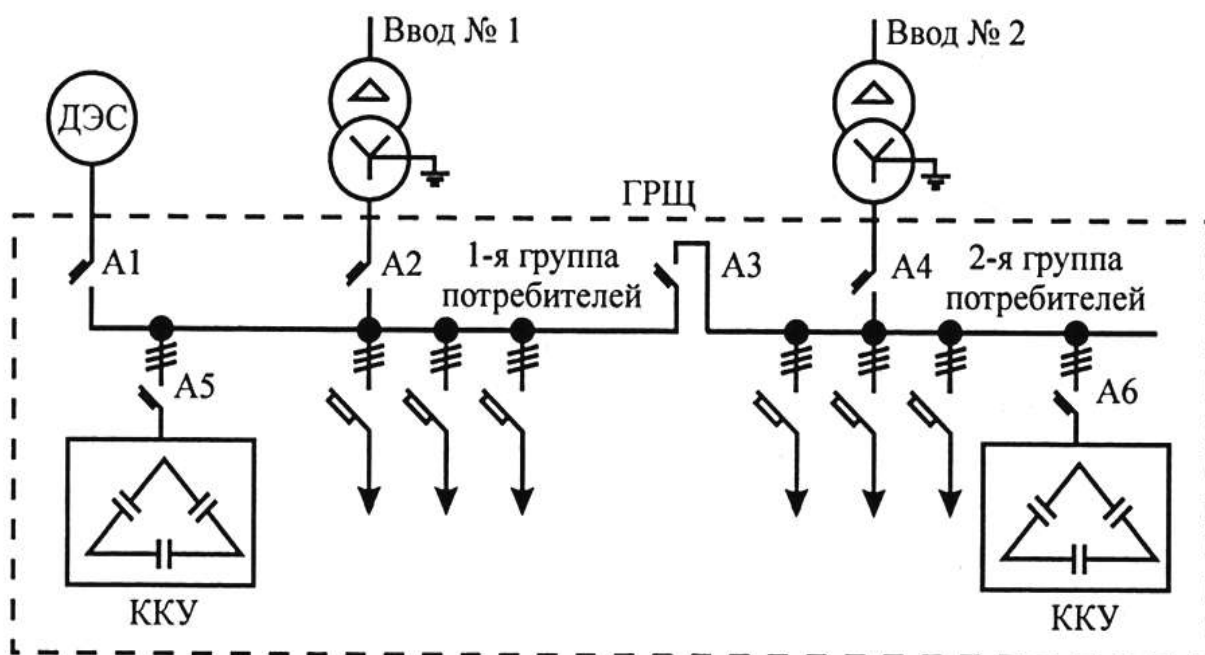 Ввод № 1
Ввод № 2
ДЭС
ГРЩ
А1
А2
1-я группа
потребителей
А3
А4
2-я группа
потребителей
А5
А6
ККУ
ККУ